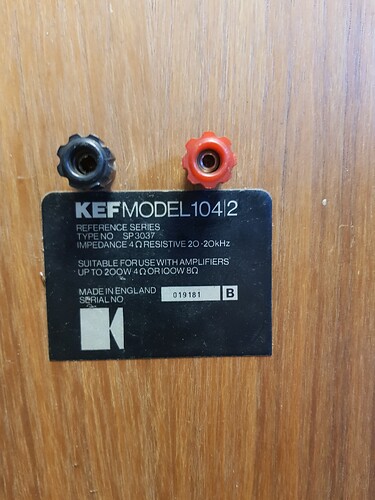 KEF MODEL 104|2
REFERENCE SERIES
TYPE NO SP3037
IMPEDANCE 4Ω RESISTIVE 20-20kHz
SUITABLE FOR USE WITH AMPLIFIERS
UP TO 200W 4Ω OR 100W 8Ω
MADE IN ENGLAND
SERIAL NO 019181 B